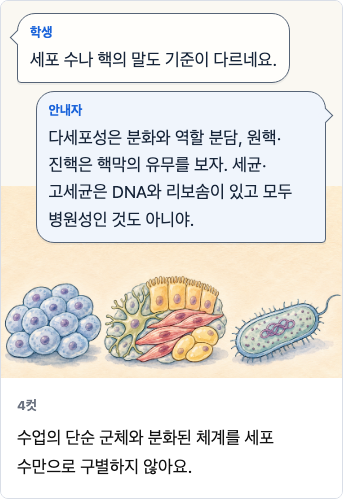 학생
세포 수나 핵의 말도 기준이 다르네요.
안내자
다세포성은 분화와 역할 분담, 원핵·
진핵은 핵막의 유무를 보자. 세균·
고세균은 DNA와 리보솜이 있고 모두
병원성인 것도 아니야.
4컷
수업의 단순 군체와 분화된 체계를 세포
수만으로 구별하지 않아요.